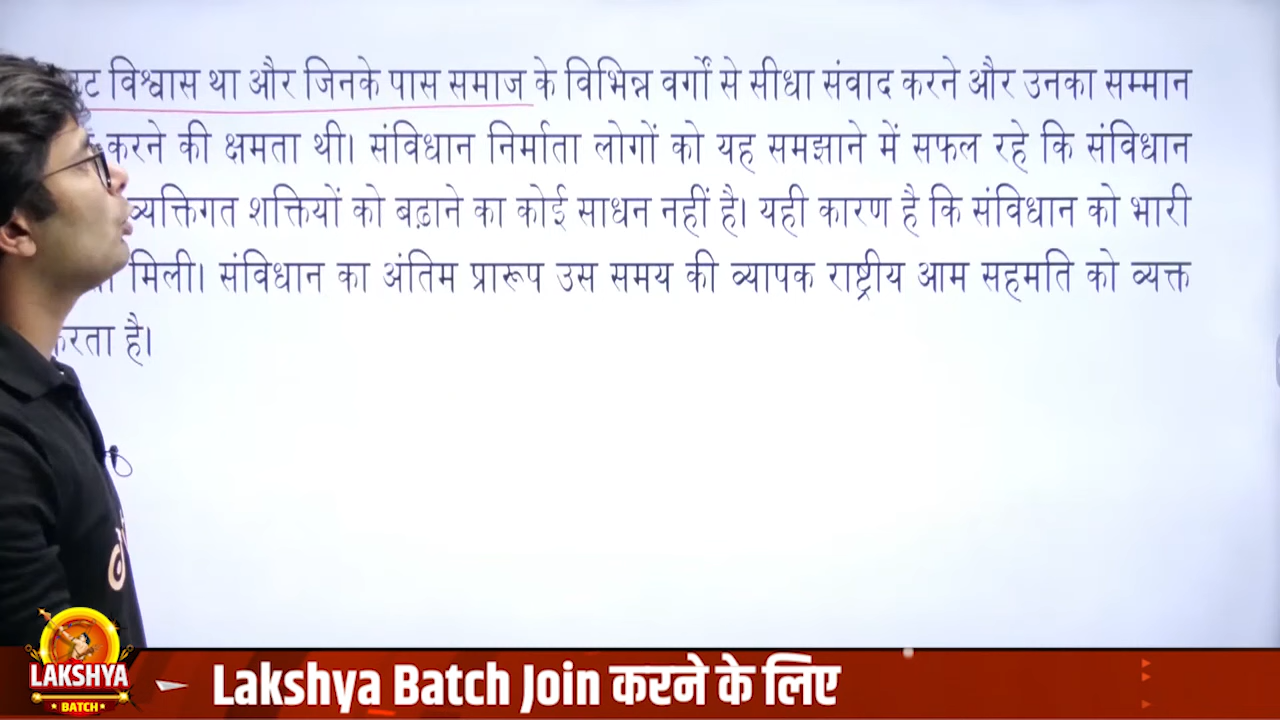 विश्वास था और जिनके पास समाज के विभिन्न वर्गों से सीधा संवाद करने और उनका सम्मान
करने की क्षमता थी। संविधान निर्माता लोगों को यह समझाने में सफल रहे कि संविधान
व्यक्तिगत शक्तियों को बढ़ाने का कोई साधन नहीं है। यही कारण है कि संविधान को भारी
मिली। संविधान का अंतिम प्रारूप उस समय की व्यापक राष्ट्रीय आम सहमति को व्यक्त
करता है।
LAKSHYA
BATCH
Lakshya Batch Join करने के लिए